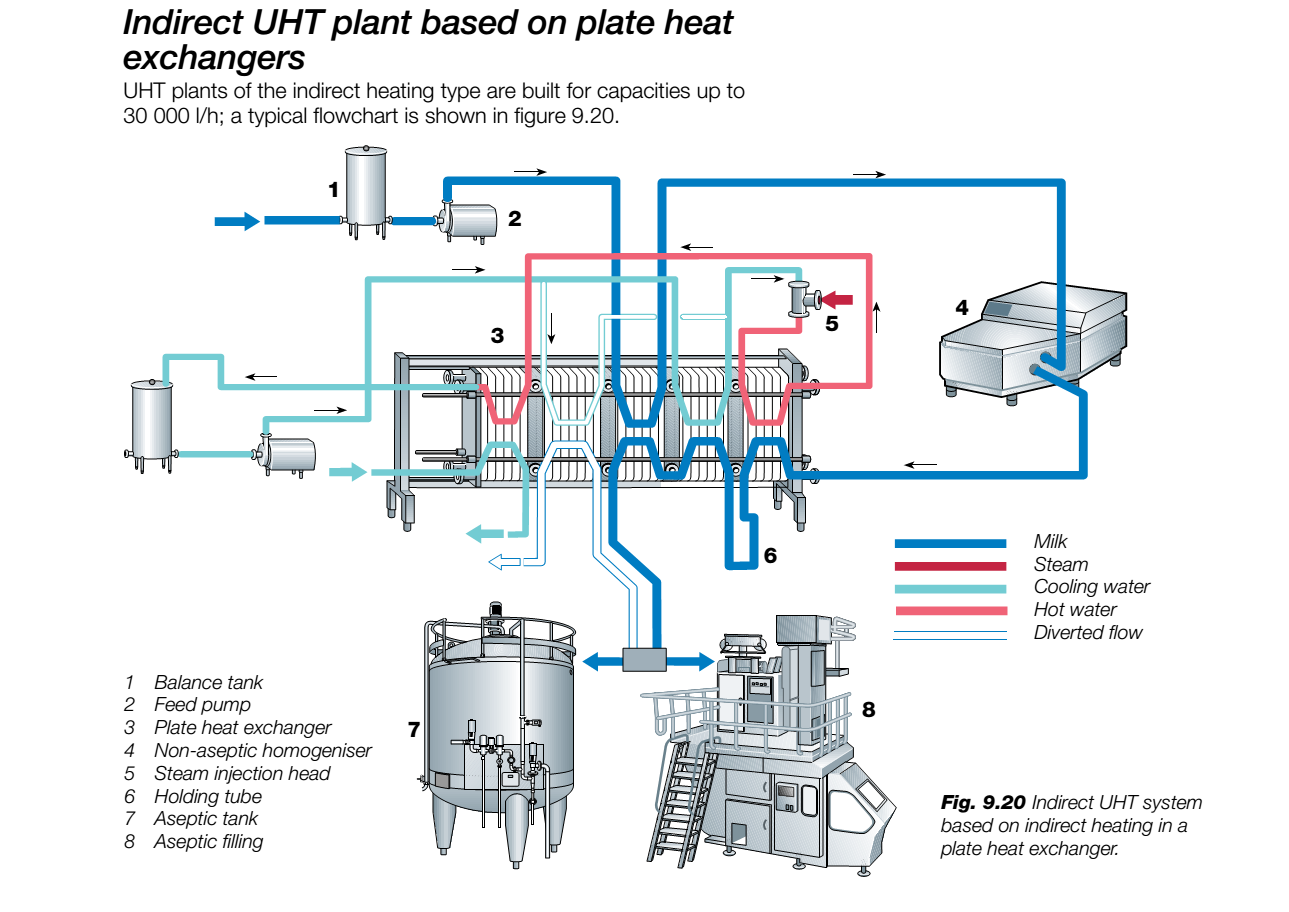 Indirect UHT plant based on plate heat
exchangers
UHT plants of the indirect heating type are built for capacities up to
30 000 l/h; a typical flowchart is shown in figure 9.20.
1
2
3
4
5
6
7
8
Milk
Steam
Cooling water
Hot water
Diverted flow
1 Balance tank
2 Feed pump
3 Plate heat exchanger
4 Non-aseptic homogeniser
5 Steam injection head
6 Holding tube
7 Aseptic tank
8 Aseptic filling
Fig. 9.20 Indirect UHT system
based on indirect heating in a
plate heat exchanger.